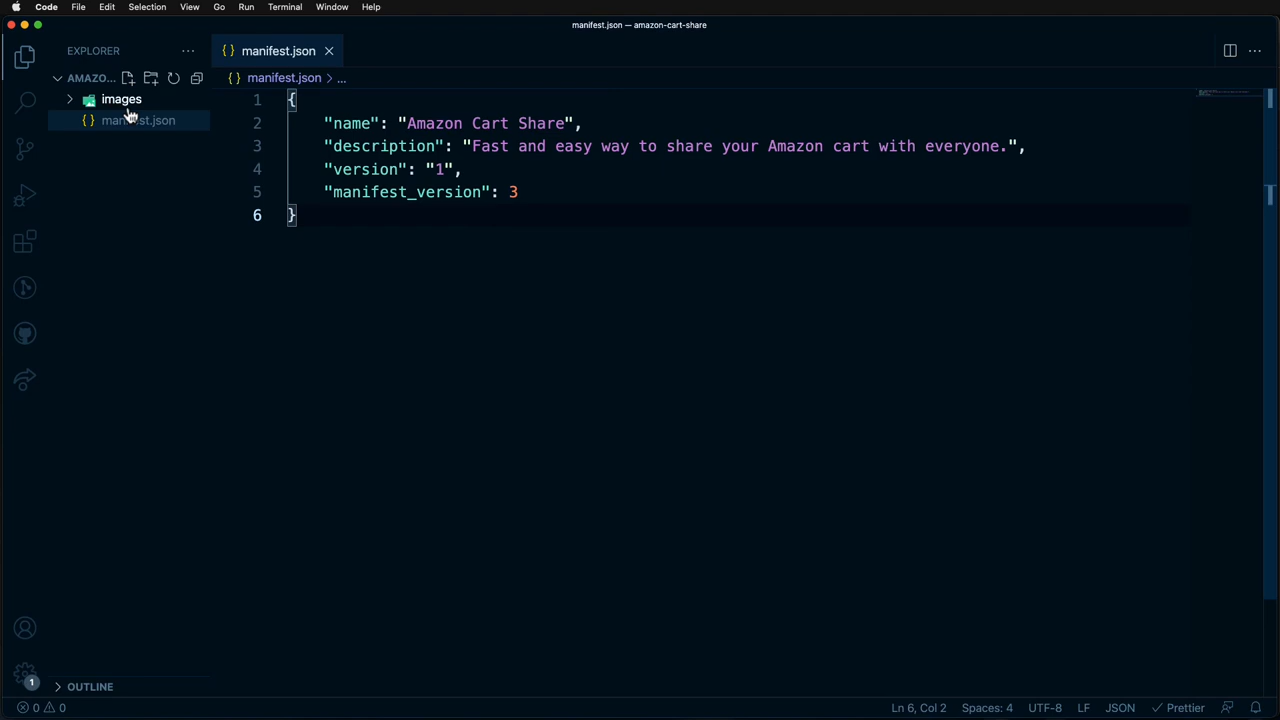 Code File Edit Selection View Go Run Terminal Window Help
manifest.json — amazon-cart-share
EXPLORER
AMAZO...
images
manifest.json
manifest.json
manifest.json > ...
1 {
2 "name": "Amazon Cart Share",
3 "description": "Fast and easy way to share your Amazon cart with everyone.",
4 "version": "1",
5 "manifest_version": 3
6 }
1
OUTLINE
0 0
Ln 6, Col 2 Spaces: 4 UTF-8 LF JSON Prettier